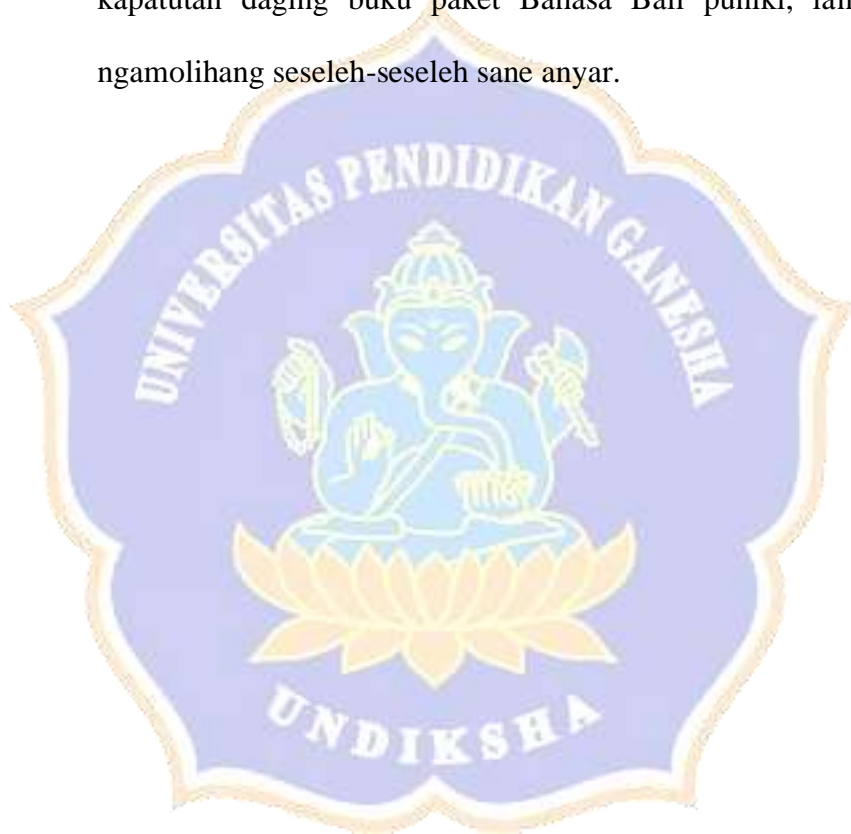 kapatutan daging buku paket Bahasa Bali puniki,
ngamolihang seseleh-seseleh sane anyar.
UNIVERSITAS PENDIDIKAN GANESHA
UNDIKSHA